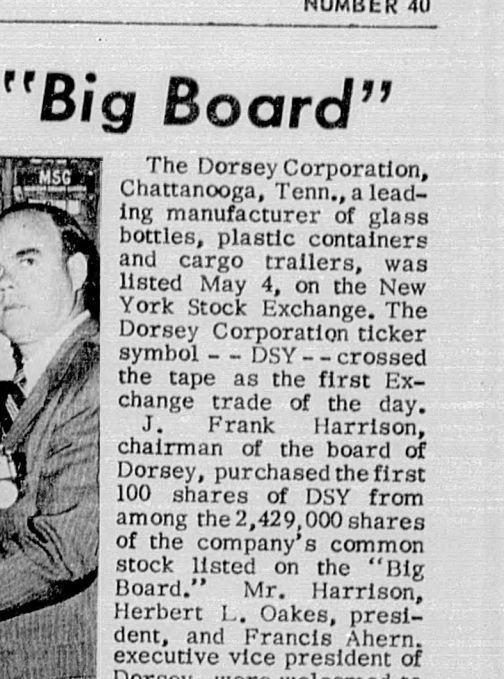 NUMBER 40
"Big Board"
MSG
The Dorsey Corporation,
Chattanooga, Tenn., a lead-
ing manufacturer of glass
bottles, plastic containers
and cargo trailers, was
listed May 4, on the New
York Stock Exchange. The
Dorsey Corporation ticker
symbol -- DSY -- crossed
the tape as the first Ex-
change trade of the day.
J. Frank Harrison,
chairman of the board of
Dorsey, purchased the first
100 shares of DSY from
among the 2,429,000 shares
of the company's common
stock listed on the "Big
Board." Mr. Harrison,
Herbert L. Oakes, presi-
dent, and Francis Ahern,
executive vice president of
Dorsey, were welcomed to